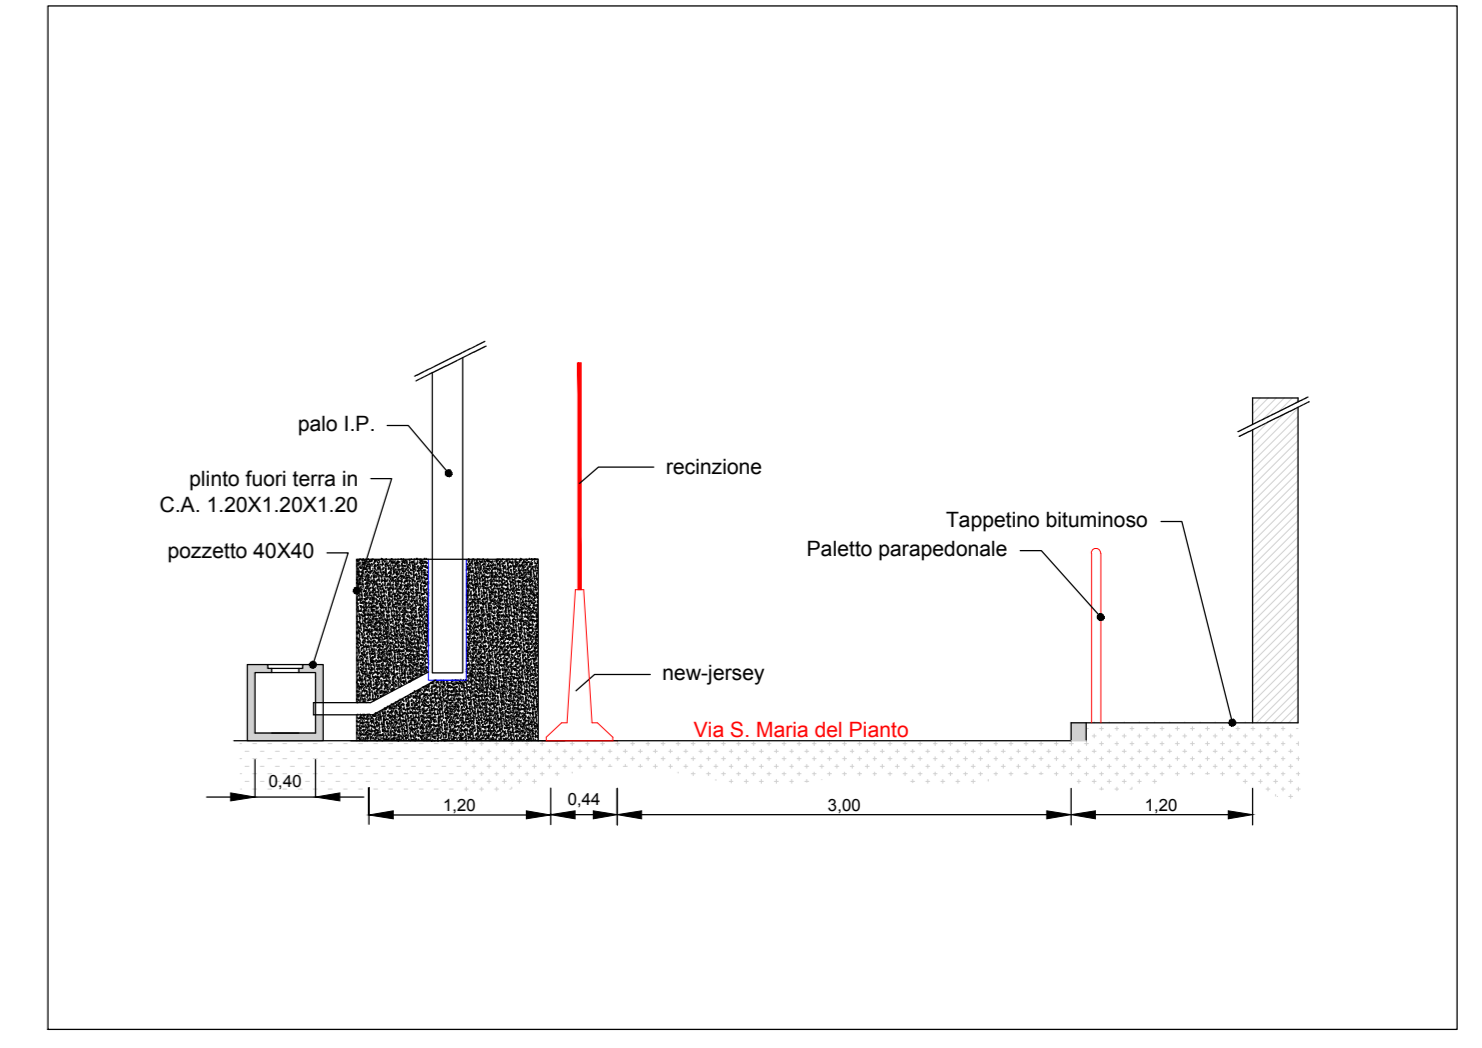 palo I.P.
plinto fuori terra in
C.A. 1.20X1.20X1.20
pozzetto 40X40
recinzione
new-jersey
Tappetino bituminoso
Paletto parapedonale
Via S. Maria del Pianto
0,40
1,20
0,44
3,00
1,20